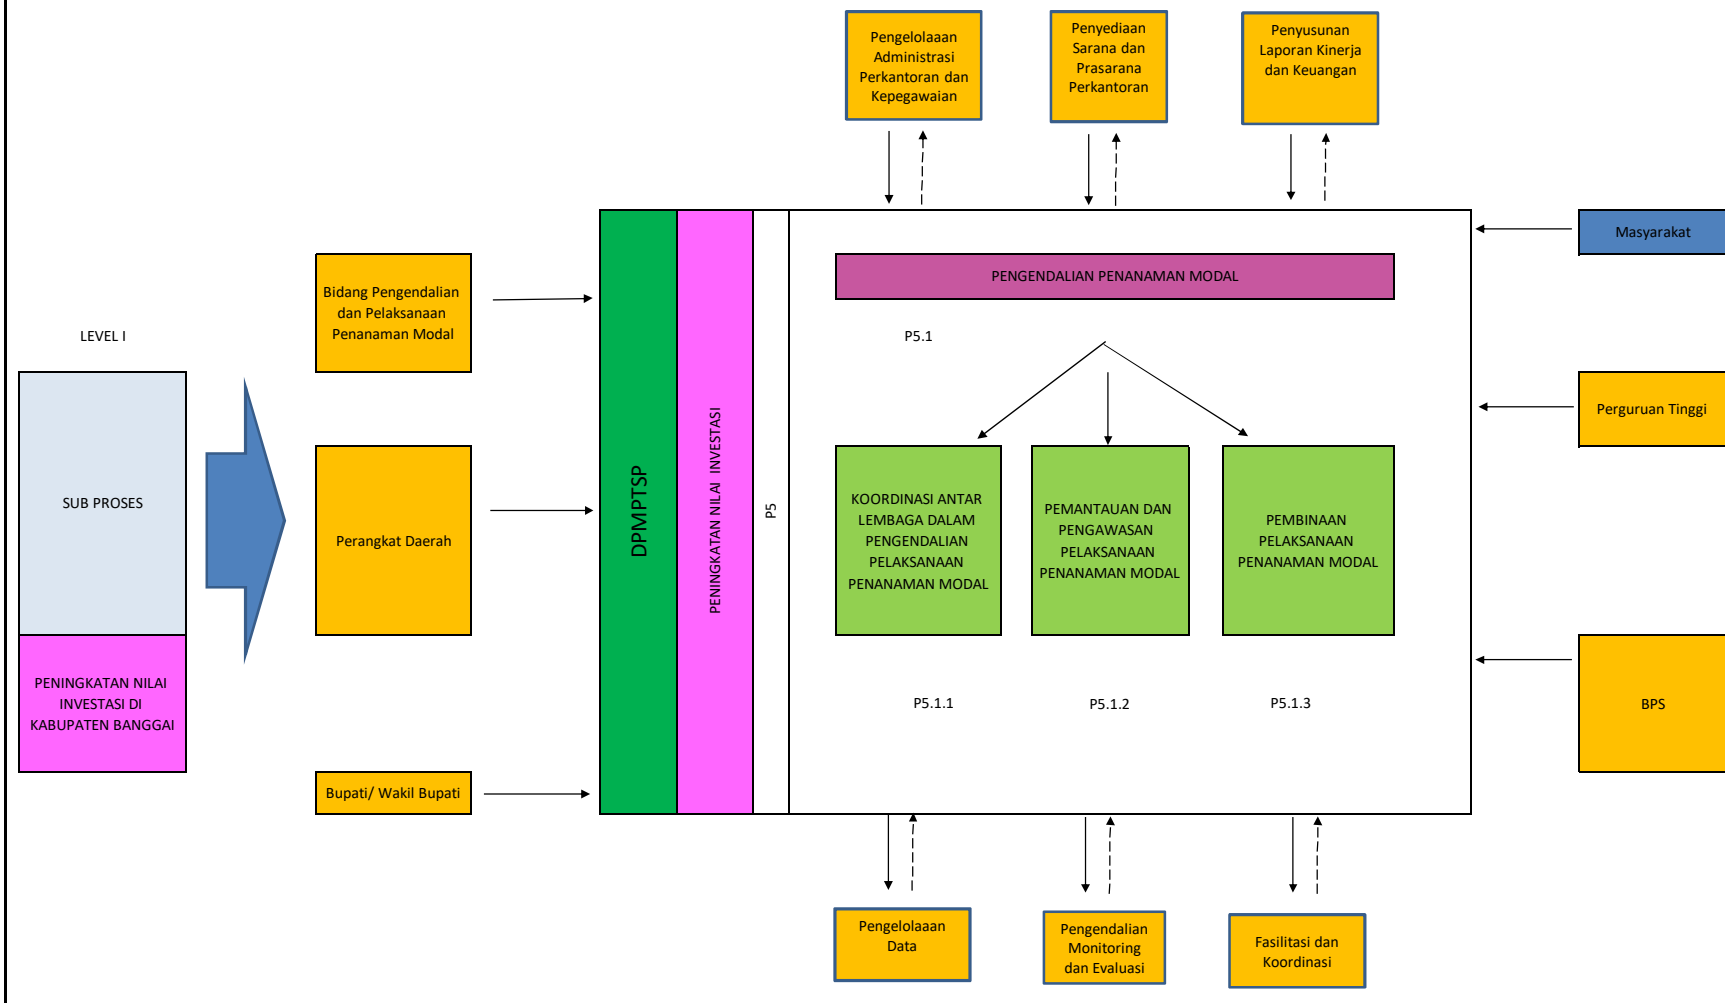 Pengelolaaan
Administrasi
Perkantoran dan
Kepegawaian
Penyediaan
Sarana dan
Prasarana
Perkantoran
Penyusunan
Laporan Kinerja
dan Keuangan
LEVEL I
SUB PROSES
PENINGKATAN NILAI
INVESTASI DI
KABUPATEN BANGGAI
Bidang Pengendalian
dan Pelaksanaan
Penanaman Modal
Perangkat Daerah
Bupati/ Wakil Bupati
DPMPTSP
PENINGKATAN NILAI INVESTASI
P5
PENGENDALIAN PENANAMAN MODAL
P5.1
KOORDINASI ANTAR
LEMBAGA DALAM
PENGENDALIAN
PELAKSANAAN
PENANAMAN MODAL
PEMANTAUAN DAN
PENGAWASAN
PELAKSANAAN
PENANAMAN MODAL
PEMBINAAN
PELAKSANAAN
PENANAMAN MODAL
P5.1.1
P5.1.2
P5.1.3
Masyarakat
Perguruan Tinggi
BPS
Pengelolaaan
Data
Pengendalian
Monitoring
dan Evaluasi
Fasilitasi dan
Koordinasi